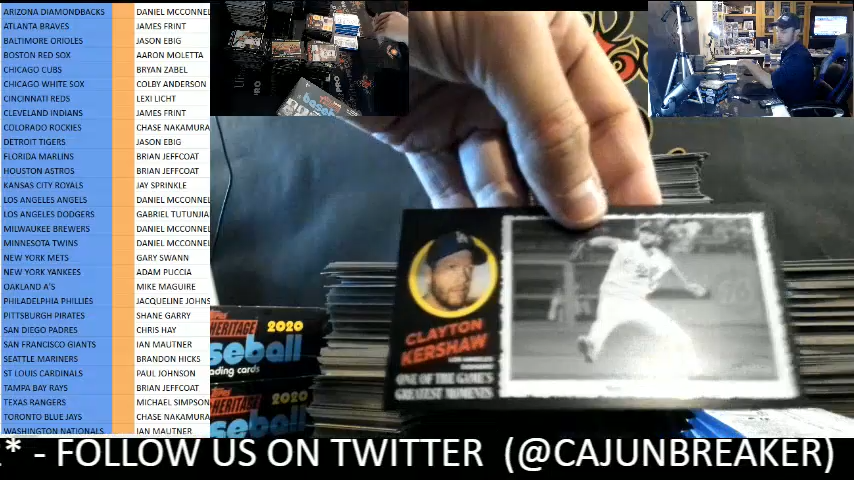 ARIZONA DIAMONDBACKS DANIEL MCCONNEL
ATLANTA BRAVES JAMES FRINT
BALTIMORE ORIOLES JASON EBIG
BOSTON RED SOX AARON MOLETTA
CHICAGO CUBS BRYAN ZABEL
CHICAGO WHITE SOX COLBY ANDERSON
CINCINNATI REDS LEXI LICHT
CLEVELAND INDIANS JAMES FRINT
COLORADO ROCKIES CHASE NAKAMURA
DETROIT TIGERS JASON EBIG
FLORIDA MARLINS BRIAN JEFFCOAT
HOUSTON ASTROS BRIAN JEFFCOAT
KANSAS CITY ROYALS JAY SPRINKLE
LOS ANGELES ANGELS DANIEL MCCONNEL
LOS ANGELES DODGERS GABRIEL TUTUNJIA
MILWAUKEE BREWERS DANIEL MCCONNEL
MINNESOTA TWINS DANIEL MCCONNEL
NEW YORK METS GARY SWANN
NEW YORK YANKEES ADAM PUCCIA
OAKLAND A'S MIKE MAGUIRE
PHILADELPHIA PHILLIES JACQUELINE JOHNS
PITTSBURGH PIRATES SHANE GARRY
SAN DIEGO PADRES CHRIS HAY
SAN FRANCISCO GIANTS IAN MAUTNER
SEATTLE MARINERS BRANDON HICKS
ST LOUIS CARDINALS PAUL JOHNSON
TAMPA BAY RAYS BRIAN JEFFCOAT
TEXAS RANGERS MICHAEL SIMPSON
TORONTO BLUE JAYS CHASE NAKAMURA
WASHINGTON NATIONALS IAN MAUTNER
CLAYTON
KERSHAW
ONE OF THE GAME'S
GREATEST MOMENTS
HERITAGE 2020
seball
ading cards
HERITAGE 2020
seball
* - FOLLOW US ON TWITTER (@CAJUNBREAKER)